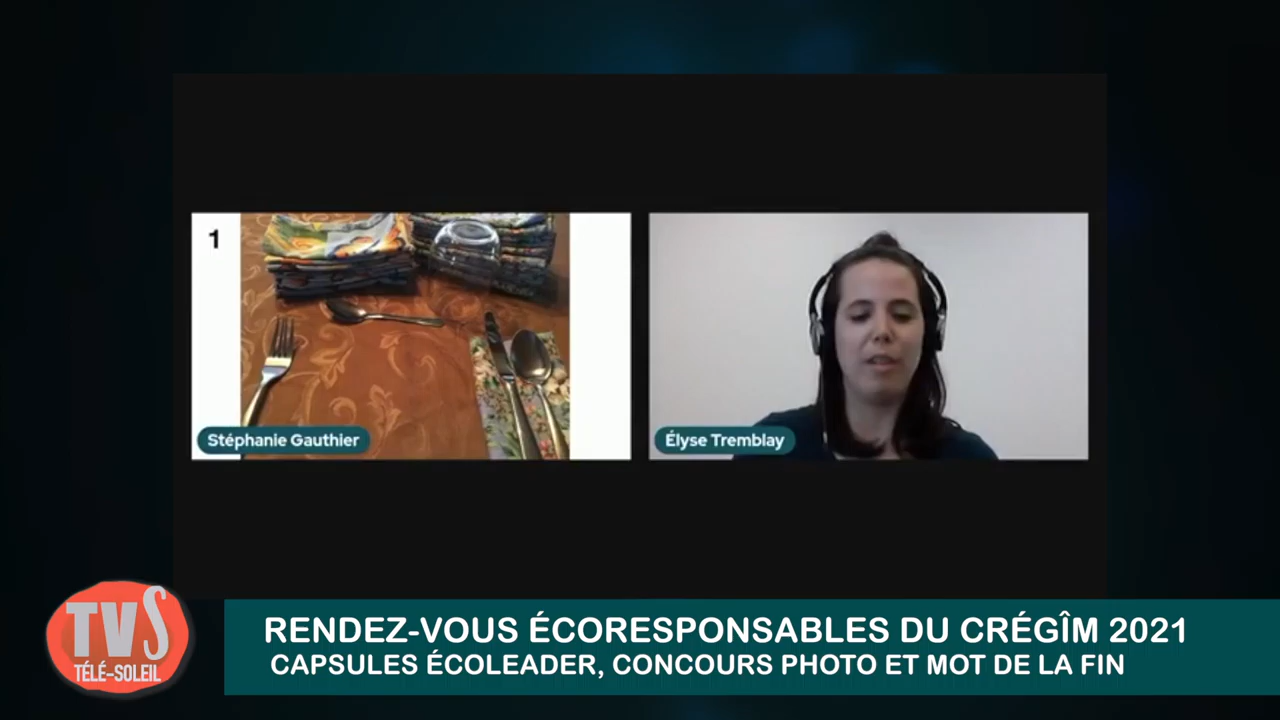 1
Stéphanie Gauthier
Élyse Tremblay
TVS
TÉLÉ-SOLEIL
RENDEZ-VOUS ÉCORESPONSABLES DU CRÉGÎM 2021
CAPSULES ÉCOLEADER, CONCOURS PHOTO ET MOT DE LA FIN